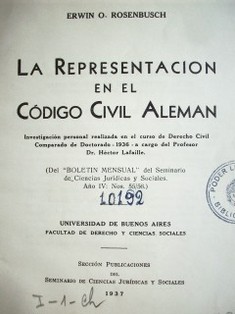 ERWIN O. ROSENBUSCH
LA REPRESENTACION
EN EL
CÓDIGO CIVIL ALEMAN
Investigación personal realizada en el curso de Derecho Civil
Comparado de Doctorado - 1936 - a cargo del Profesor
Dr. Héctor Lafaille.
(Del "BOLETIN MENSUAL" del Seminario
de Ciencias Jurídicas y Sociales.
Año IV: Nos. 55/56.)
10192
PODER L
BIBLIO
UNIVERSIDAD DE BUENOS AIRES
FACULTAD DE DERECHO Y CIENCIAS SOCIALES
SECCIÓN PUBLICACIONES
DEL
SEMINARIO DE CIENCIAS JURÍDICAS Y SOCIALES
1937
I-1-Ch